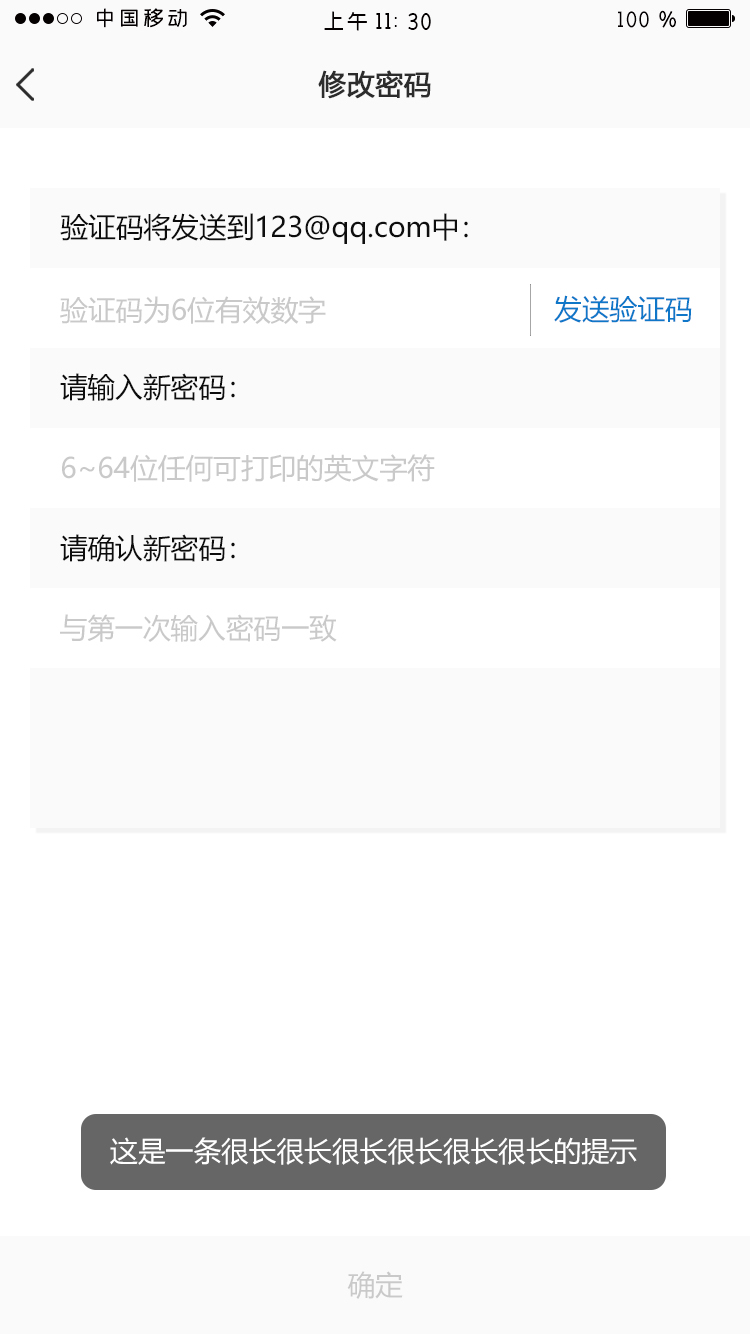 中国移动 上午 11: 30 100 %
修改密码
验证码将发送到123@qq.com中：
验证码为6位有效数字 发送验证码
请输入新密码：
6~64位任何可打印的英文字符
请确认新密码：
与第一次输入密码一致
这是一条很长很长很长很长很长很长的提示
确定